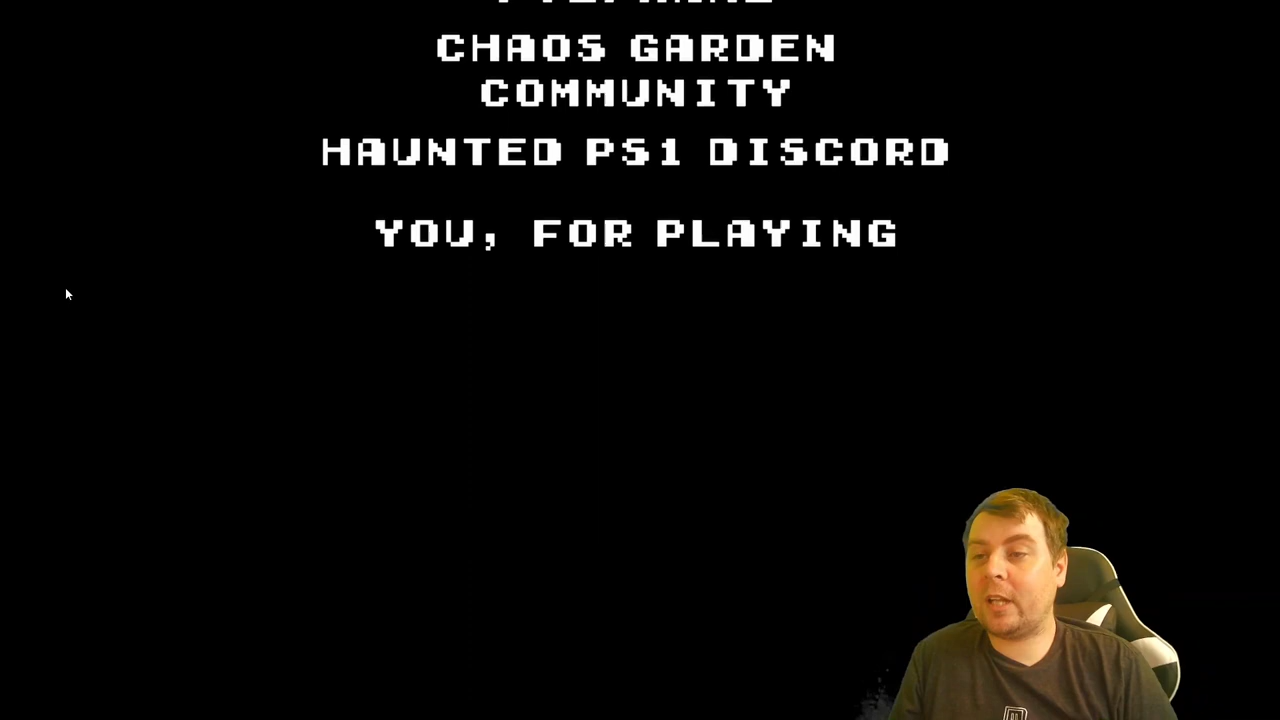 CHAOS GARDEN
COMMUNITY
HAUNTED PS1 DISCORD
YOU, FOR PLAYING